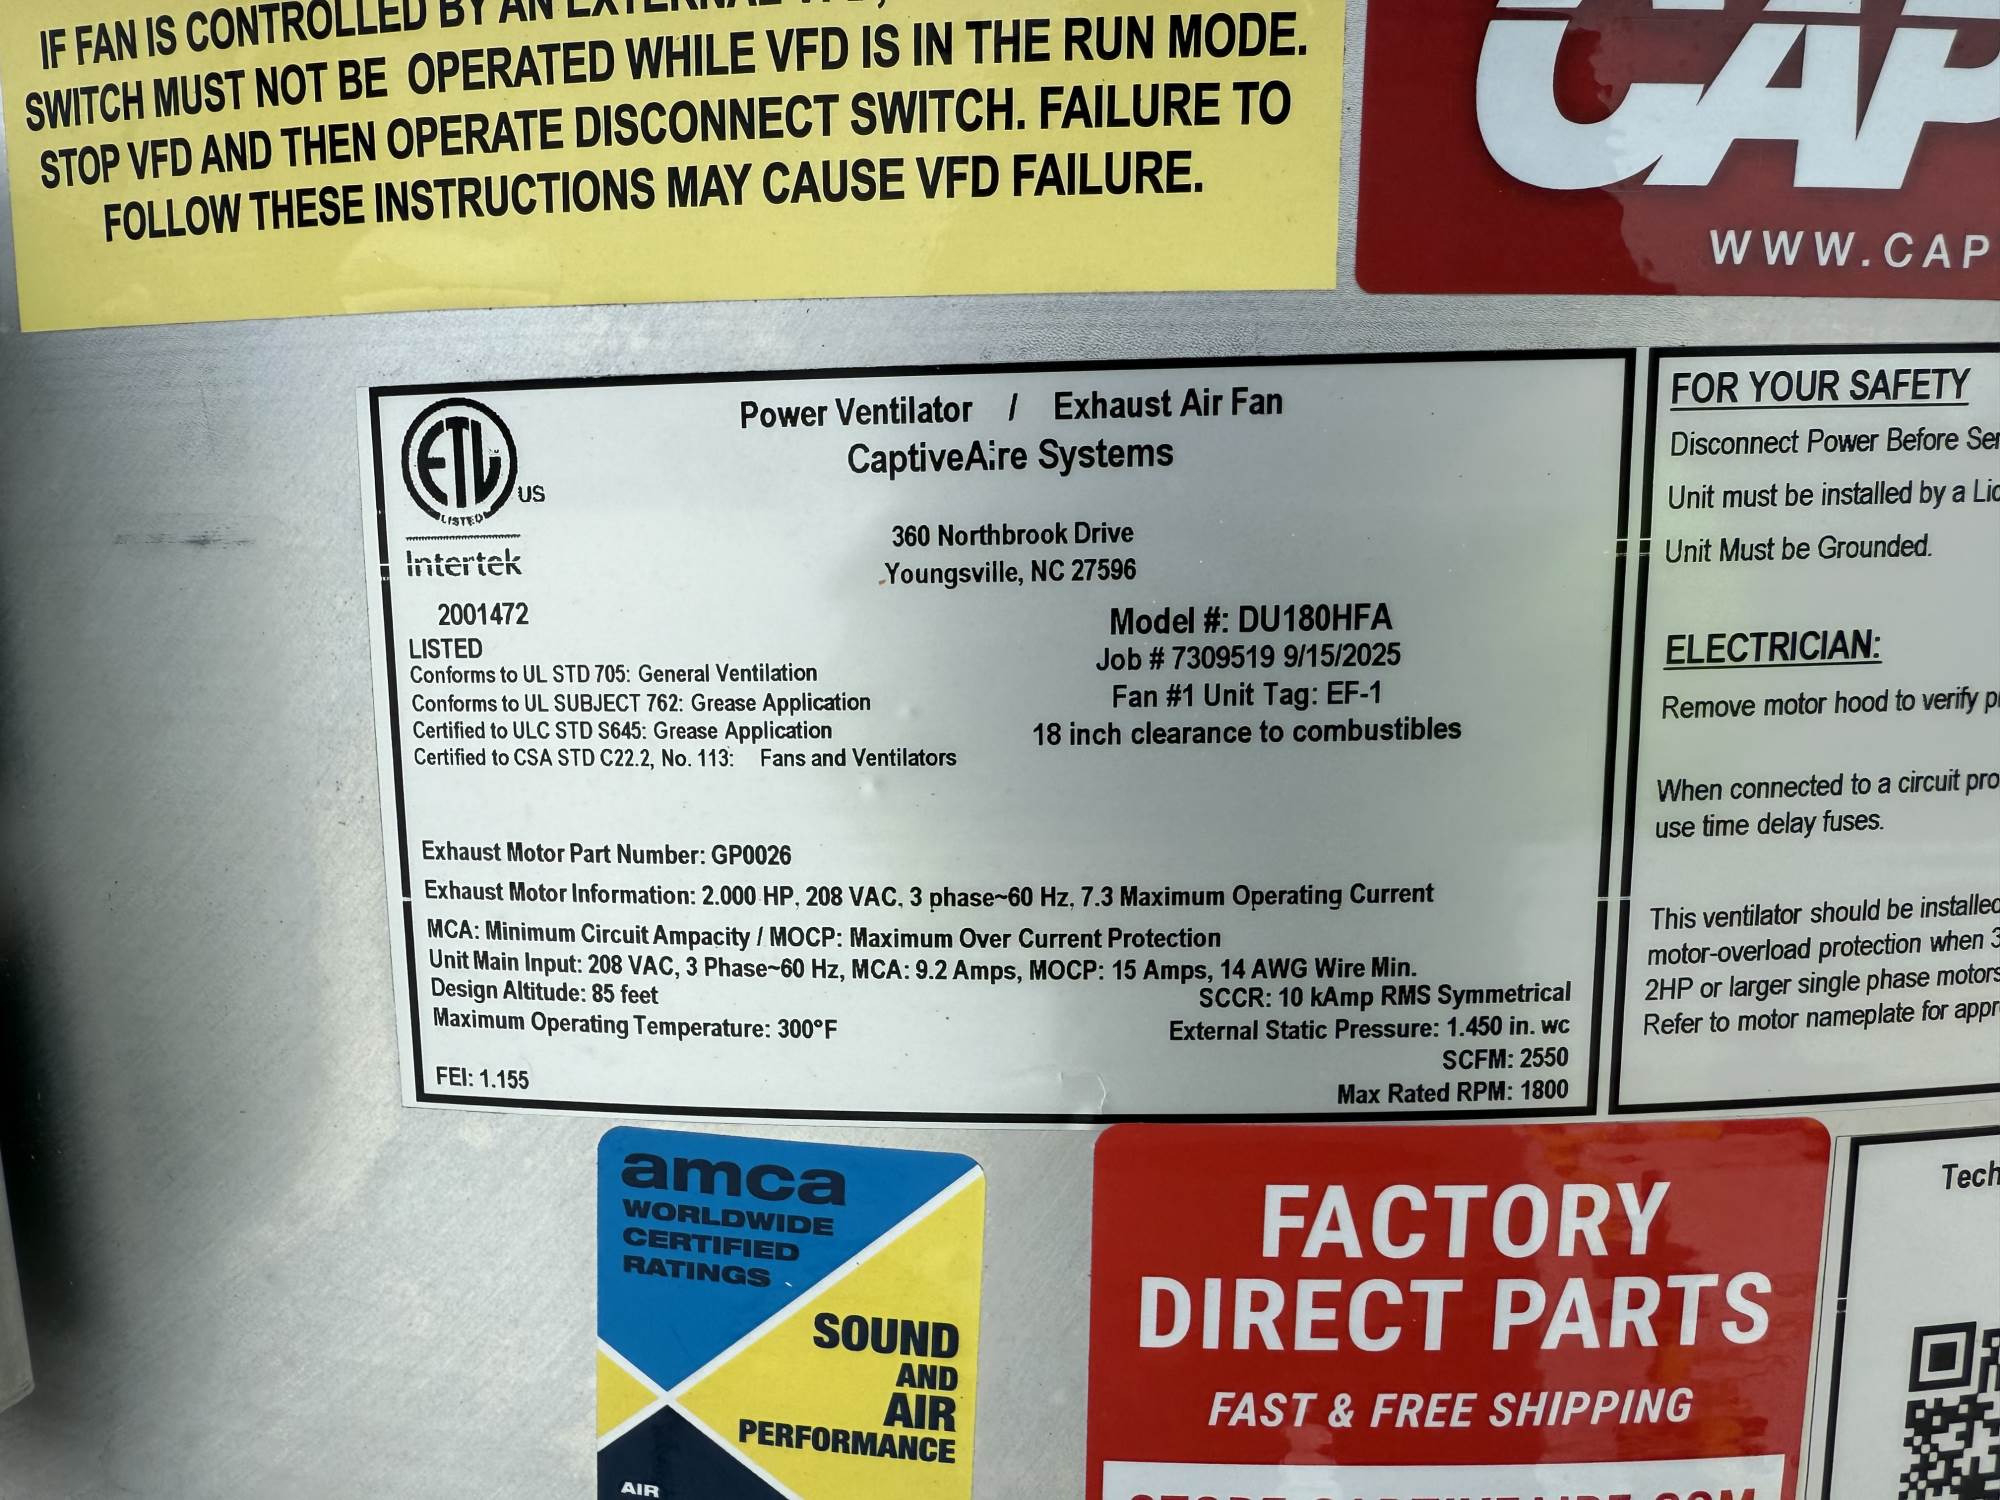 IF FAN IS CONTROLLED BY AN EXTERNAL VFD,
SWITCH MUST NOT BE OPERATED WHILE VFD IS IN THE RUN MODE.
STOP VFD AND THEN OPERATE DISCONNECT SWITCH. FAILURE TO
FOLLOW THESE INSTRUCTIONS MAY CAUSE VFD FAILURE.
CAP
WWW.CAP
ETL US
LISTED
Intertek
2001472
LISTED
Conforms to UL STD 705: General Ventilation
Conforms to UL SUBJECT 762: Grease Application
Certified to ULC STD S645: Grease Application
Certified to CSA STD C22.2, No. 113: Fans and Ventilators
Power Ventilator / Exhaust Air Fan
CaptiveAire Systems
360 Northbrook Drive
Youngsville, NC 27596
Model #: DU180HFA
Job # 7309519 9/15/2025
Fan #1 Unit Tag: EF-1
18 inch clearance to combustibles
Exhaust Motor Part Number: GP0026
Exhaust Motor Information: 2.000 HP, 208 VAC, 3 phase~60 Hz, 7.3 Maximum Operating Current
MCA: Minimum Circuit Ampacity / MOCP: Maximum Over Current Protection
Unit Main Input: 208 VAC, 3 Phase~60 Hz, MCA: 9.2 Amps, MOCP: 15 Amps, 14 AWG Wire Min.
Design Altitude: 85 feet
SCCR: 10 kAmp RMS Symmetrical
Maximum Operating Temperature: 300°F
External Static Pressure: 1.450 in. wc
SCFM: 2550
FEI: 1.155
Max Rated RPM: 1800
FOR YOUR SAFETY
Disconnect Power Before Ser
Unit must be installed by a Lic
Unit Must be Grounded.
ELECTRICIAN:
Remove motor hood to verify p
When connected to a circuit pro
use time delay fuses.
This ventilator should be installed
motor-overload protection when 3
2HP or larger single phase motors
Refer to motor nameplate for appr
amca
WORLDWIDE
CERTIFIED
RATINGS
SOUND
AND
AIR
PERFORMANCE
AIR
FACTORY
DIRECT PARTS
FAST & FREE SHIPPING
Tech